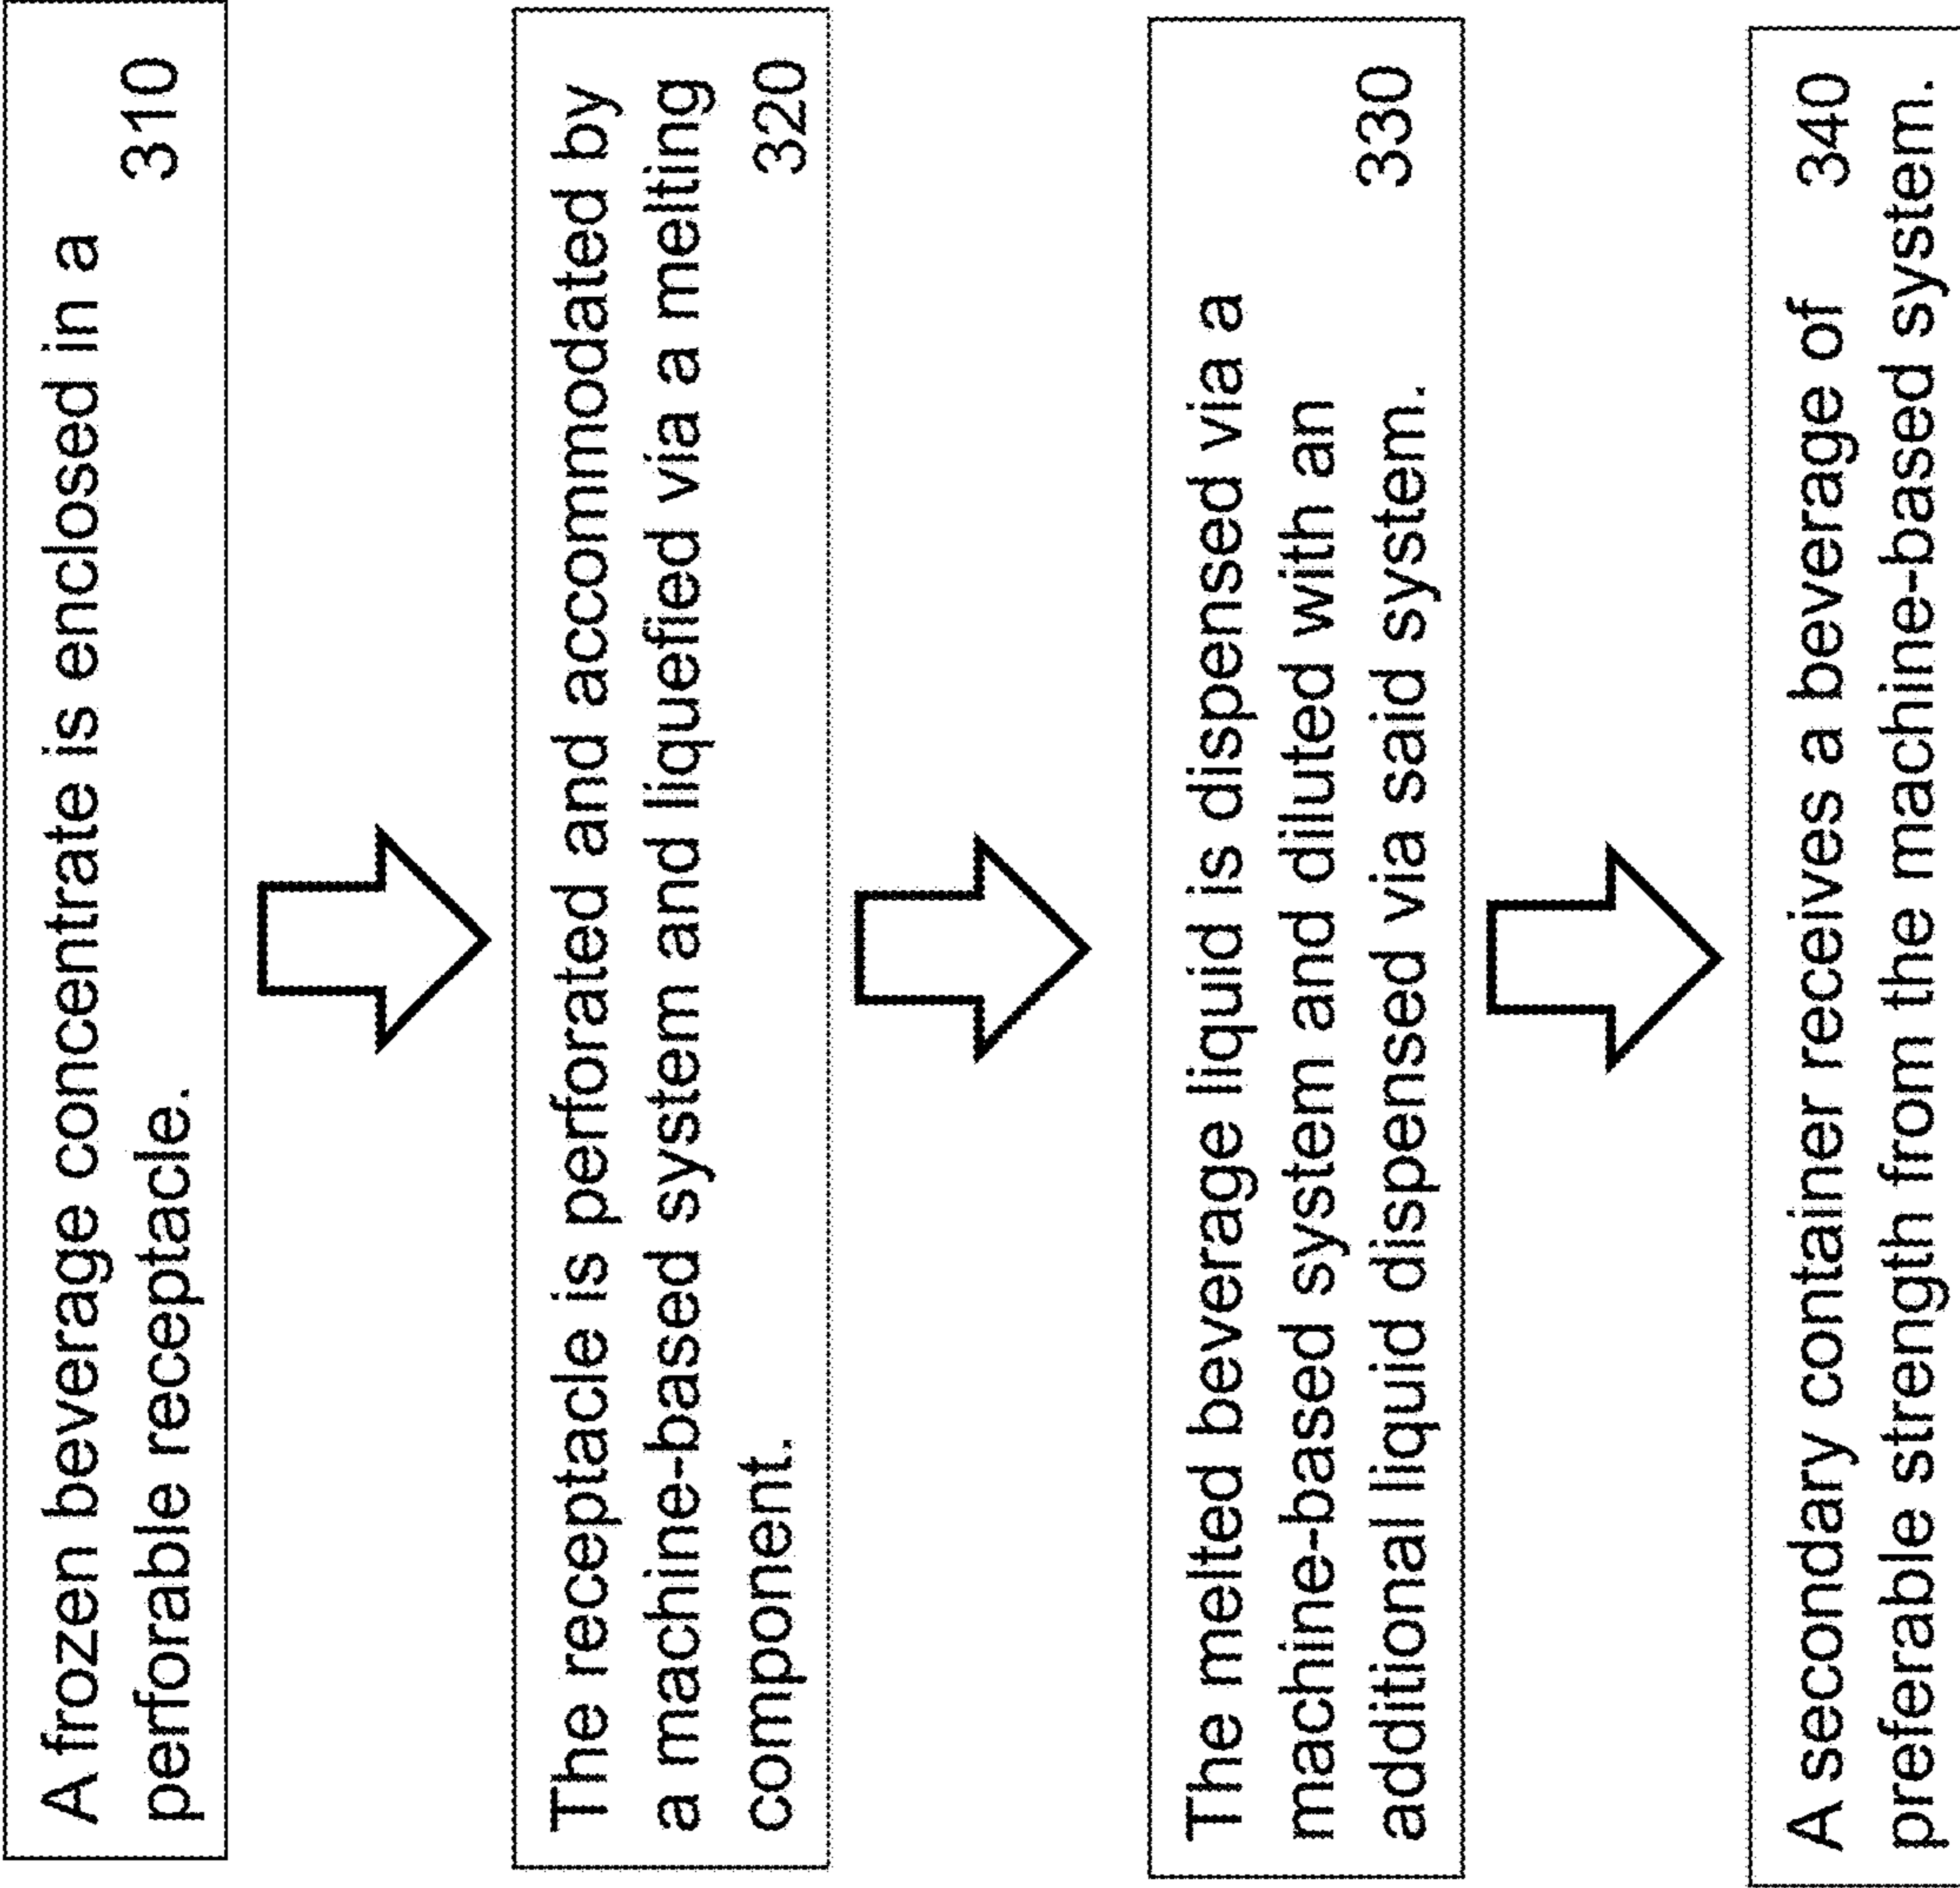 A frozen beverage concentrate is enclosed in a
perforable receptacle. 310
The receptacle is perforated and accommodated by
a machine-based system and liquefied via a melting
component. 320
The melted beverage liquid is dispensed via a
machine-based system and diluted with an
additional liquid dispensed via said system. 330
A secondary container receives a beverage of 340
preferable strength from the machine-based system.